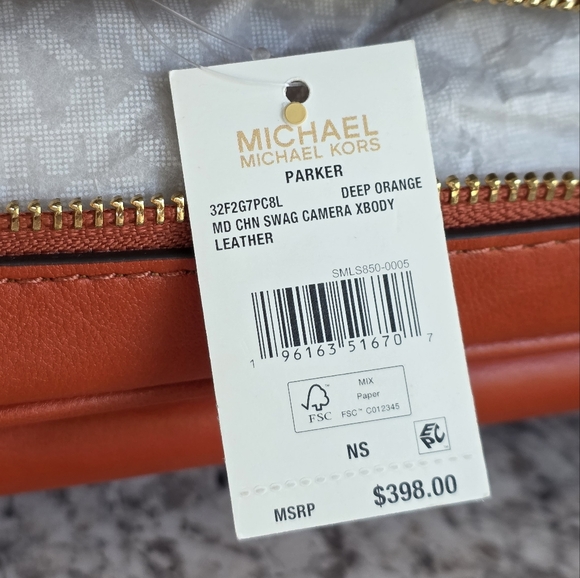 MICHAEL
MICHAEL KORS
PARKER
32F2G7PC8L DEEP ORANGE
MD CHN SWAG CAMERA XBODY
LEATHER
SMLS850-0005
1 96163 51670 7
FSC
MIX
Paper
FSC™ C012345
NS
EPC
MSRP $398.00